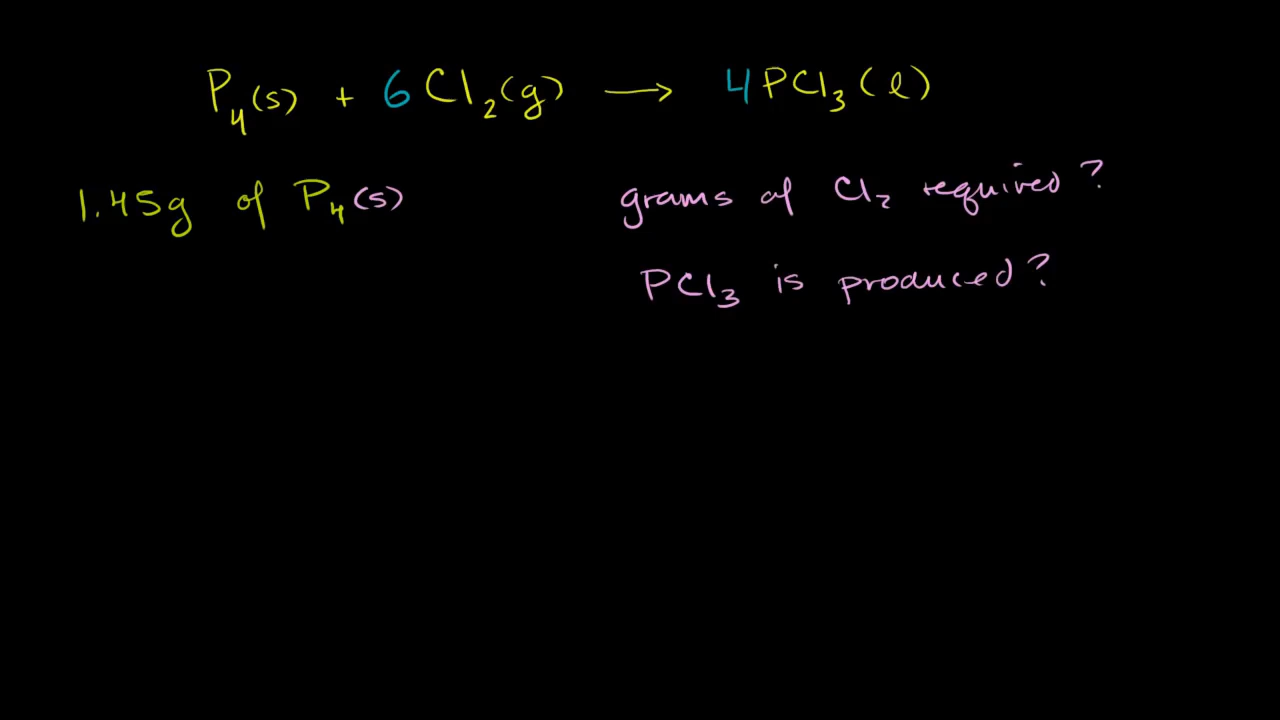 P₄(s) + 6Cl₂(g) → 4PCl₃(l)
1.45g of P₄(s) grams of Cl₂ required?
PCl₃ is produced?